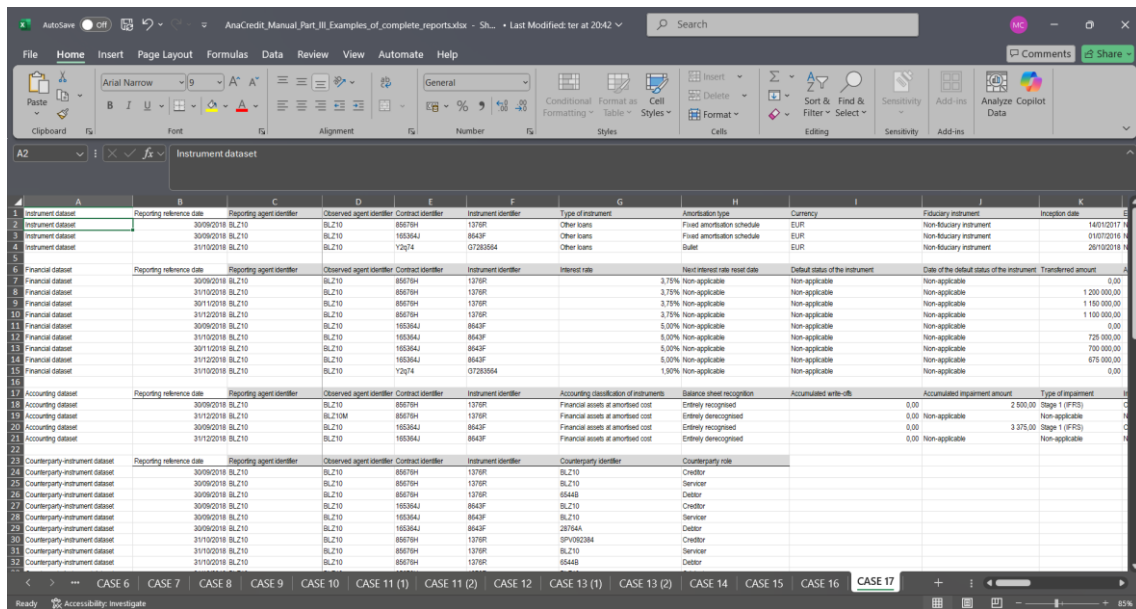 AutoSave Off AnaCredit_Manual_Part_III_Examples_of_complete_reports.xlsx - Sh... • Last Modified: ter at 20:42 Search MC
File Home Insert Page Layout Formulas Data Review View Automate Help Comments Share
Paste Arial Narrow 9 General Conditional Formatting Format as Table Cell Styles Insert Delete Format Sort & Filter Find & Select Sensitivity Add-ins Analyze Data Copilot
Clipboard Font Alignment Number Styles Cells Editing Sensitivity Add-ins
A2 fx Instrument dataset
A B C D E F G H I J K
1 Instrument dataset Reporting reference date Reporting agent identifier Observed agent identifier Contract identifier Instrument identifier Type of instrument Amortisation type Currency Fiduciary instrument Inception date E
2 Instrument dataset 30/09/2018 BLZ10 BLZ10 85676H 1376R Other loans Fixed amortisation schedule EUR Non-fiduciary instrument 14/01/2017 N
3 Instrument dataset 30/09/2018 BLZ10 BLZ10 165364J 8643F Other loans Fixed amortisation schedule EUR Non-fiduciary instrument 01/07/2016 N
4 Instrument dataset 31/10/2018 BLZ10 BLZ10 Y2q74 G7283564 Other loans Bullet EUR Non-fiduciary instrument 26/10/2018 N
5
6 Financial dataset Reporting reference date Reporting agent identifier Observed agent identifier Contract identifier Instrument identifier Interest rate Next interest rate reset date Default status of the instrument Date of the default status of the instrument Transferred amount A
7 Financial dataset 30/09/2018 BLZ10 BLZ10 85676H 1376R 3,75% Non-applicable Non-applicable Non-applicable 0,00
8 Financial dataset 31/10/2018 BLZ10 BLZ10 85676H 1376R 3,75% Non-applicable Non-applicable Non-applicable 1 200 000,00
9 Financial dataset 30/11/2018 BLZ10 BLZ10 85676H 1376R 3,75% Non-applicable Non-applicable Non-applicable 1 150 000,00
10 Financial dataset 31/12/2018 BLZ10 BLZ10 85676H 1376R 3,75% Non-applicable Non-applicable Non-applicable 1 100 000,00
11 Financial dataset 30/09/2018 BLZ10 BLZ10 165364J 8643F 5,00% Non-applicable Non-applicable Non-applicable 0,00
12 Financial dataset 31/10/2018 BLZ10 BLZ10 165364J 8643F 5,00% Non-applicable Non-applicable Non-applicable 725 000,00
13 Financial dataset 30/11/2018 BLZ10 BLZ10 165364J 8643F 5,00% Non-applicable Non-applicable Non-applicable 700 000,00
14 Financial dataset 31/12/2018 BLZ10 BLZ10 165364J 8643F 5,00% Non-applicable Non-applicable Non-applicable 675 000,00
15 Financial dataset 31/10/2018 BLZ10 BLZ10 Y2q74 G7283564 1,90% Non-applicable Non-applicable Non-applicable 0,00
16
17 Accounting dataset Reporting reference date Reporting agent identifier Observed agent identifier Contract identifier Instrument identifier Accounting classification of instruments Balance sheet recognition Accumulated write-offs Accumulated impairment amount Type of impairment
18 Accounting dataset 30/09/2018 BLZ10 BLZ10 85676H 1376R Financial assets at amortised cost Entirely recognised 0,00 2 500,00 Stage 1 (IFRS) C
19 Accounting dataset 31/12/2018 BLZ10 BLZ10M 85676H 1376R Financial assets at amortised cost Entirely derecognised 0,00 Non-applicable Non-applicable N
20 Accounting dataset 30/09/2018 BLZ10 BLZ10 165364J 8643F Financial assets at amortised cost Entirely recognised 0,00 3 375,00 Stage 1 (IFRS) C
21 Accounting dataset 31/12/2018 BLZ10 BLZ10 165364J 8643F Financial assets at amortised cost Entirely derecognised 0,00 Non-applicable Non-applicable N
22
23 Counterparty-instrument dataset Reporting reference date Reporting agent identifier Observed agent identifier Contract identifier Instrument identifier Counterparty identifier Counterparty role
24 Counterparty-instrument dataset 30/09/2018 BLZ10 BLZ10 85676H 1376R BLZ10 Creditor
25 Counterparty-instrument dataset 30/09/2018 BLZ10 BLZ10 85676H 1376R BLZ10 Servicer
26 Counterparty-instrument dataset 30/09/2018 BLZ10 BLZ10 85676H 1376R 6544B Debtor
27 Counterparty-instrument dataset 30/09/2018 BLZ10 BLZ10 165364J 8643F BLZ10 Creditor
28 Counterparty-instrument dataset 30/09/2018 BLZ10 BLZ10 165364J 8643F BLZ10 Servicer
29 Counterparty-instrument dataset 30/09/2018 BLZ10 BLZ10 165364J 8643F 28764A Debtor
30 Counterparty-instrument dataset 31/10/2018 BLZ10 BLZ10 85676H 1376R SPV092384 Creditor
31 Counterparty-instrument dataset 31/10/2018 BLZ10 BLZ10 85676H 1376R BLZ10 Servicer
32 Counterparty-instrument dataset 31/10/2018 BLZ10 BLZ10 85676H 1376R 6544B Debtor
CASE 6 CASE 7 CASE 8 CASE 9 CASE 10 CASE 11 (1) CASE 11 (2) CASE 12 CASE 13 (1) CASE 13 (2) CASE 14 CASE 15 CASE 16 CASE 17
Ready Accessibility: Investigate 85%